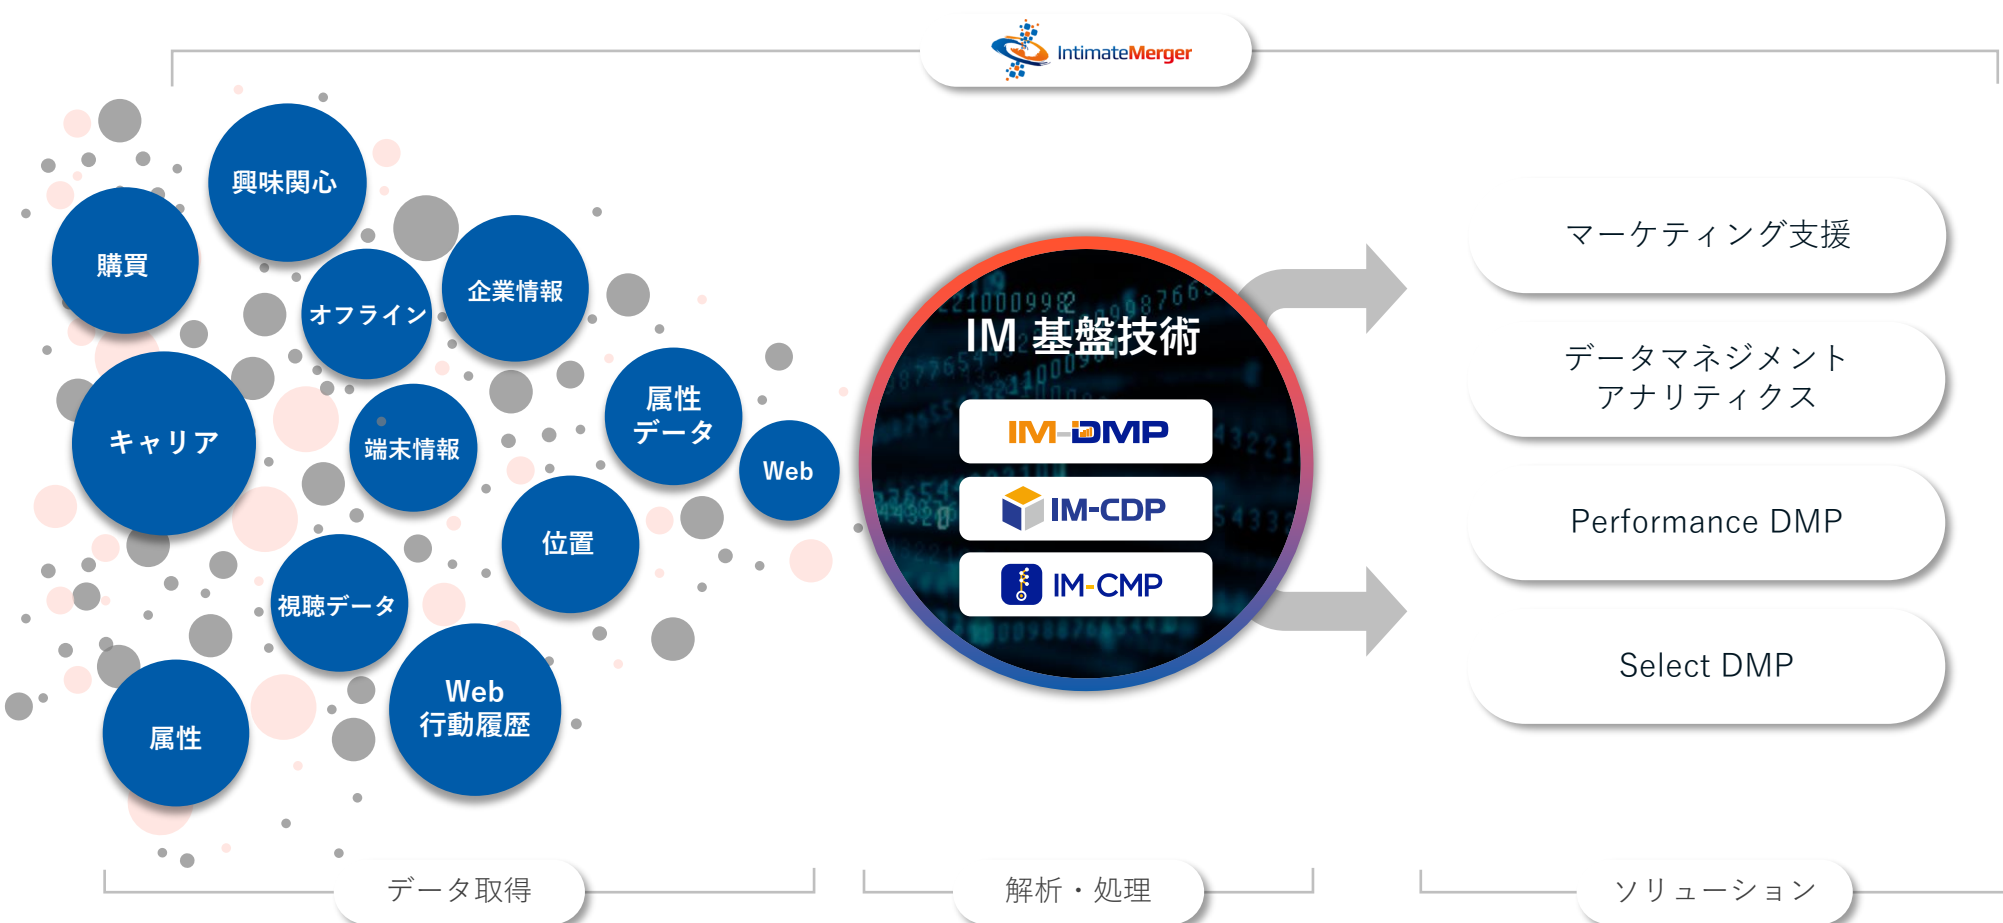 IntimateMerger
興味関心
購買
オフライン
企業情報
キャリア
端末情報
属性
データ
Web
位置
視聴データ
Web
行動履歴
属性
IM 基盤技術
IM-DMP
IM-CDP
IM-CMP
マーケティング支援
データマネジメント
アナリティクス
Performance DMP
Select DMP
データ取得
解析・処理
ソリューション